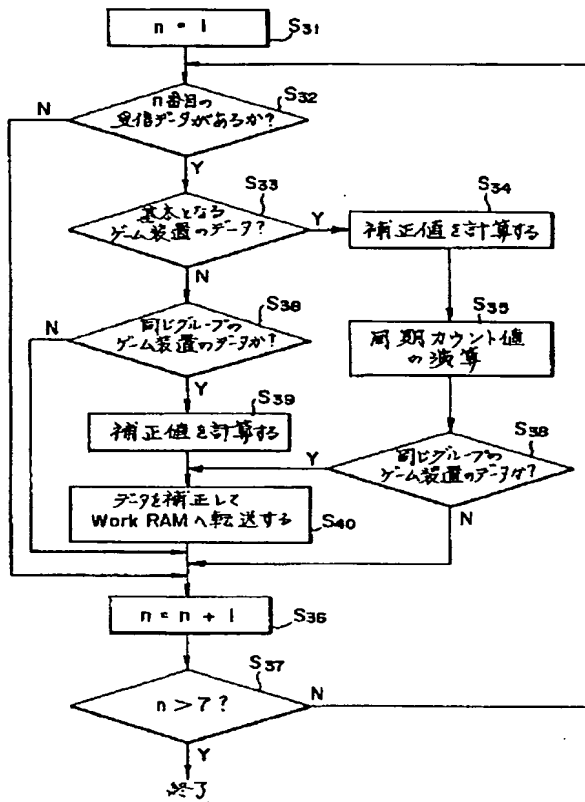 n = 1
S31
n番目の
受信データがあるか?
S32
N
Y
基本となる
ゲーム装置のデータ?
S33
Y
N
補正値を計算する
S34
同期カウント値
の演算
S35
同じグループの
ゲーム装置のデータか?
S38
N
Y
補正値を計算する
S39
同じグループの
ゲーム装置のデータか?
S38
Y
N
データを補正して
Work RAMへ転送する
S40
n = n + 1
S36
n > 7 ?
S37
N
Y
終了